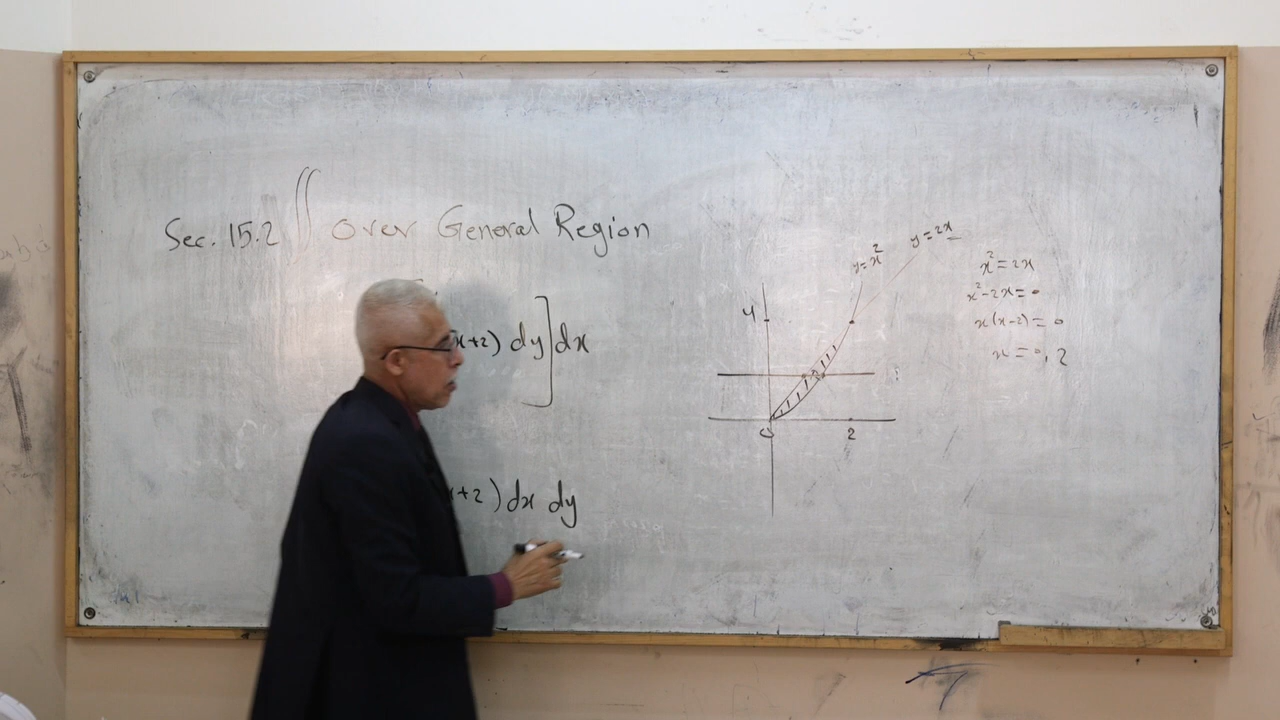 Sec. 15.2 ∬ over General Region
x+2) dy]dx
x+2) dx dy
y=x²
y=2x
4
0
2
x²=2x
x²-2x=0
x(x-2)=0
x=0,2